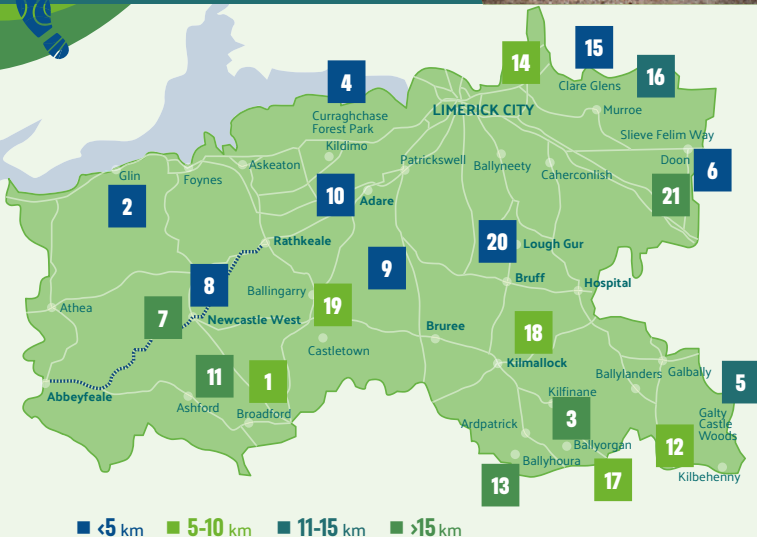 15
14
16
4
Clare Glens
Curraghchase
Forest Park
LIMERICK CITY
Murroe
Slieve Felim Way
Kildimo
Patrickswell
Doon
Askeaton
Ballyneety
Caherconlish
6
Glin
Foynes
10
Adare
21
2
20
Lough Gur
Rathkeale
9
8
Bruff
Hospital
Ballingarry
19
Athea
7
Newcastle West
Bruree
18
Castletown
Kilmallock
11
1
Ballylanders
Galbally
5
Abbeyfeale
Kilfinane
Ashford
Broadford
3
Galty
Castle
Woods
Ardpatrick
Ballyorgan
12
Ballyhoura
Kilbehenny
13
17
<5 km
5-10 km
11-15 km
>15 km